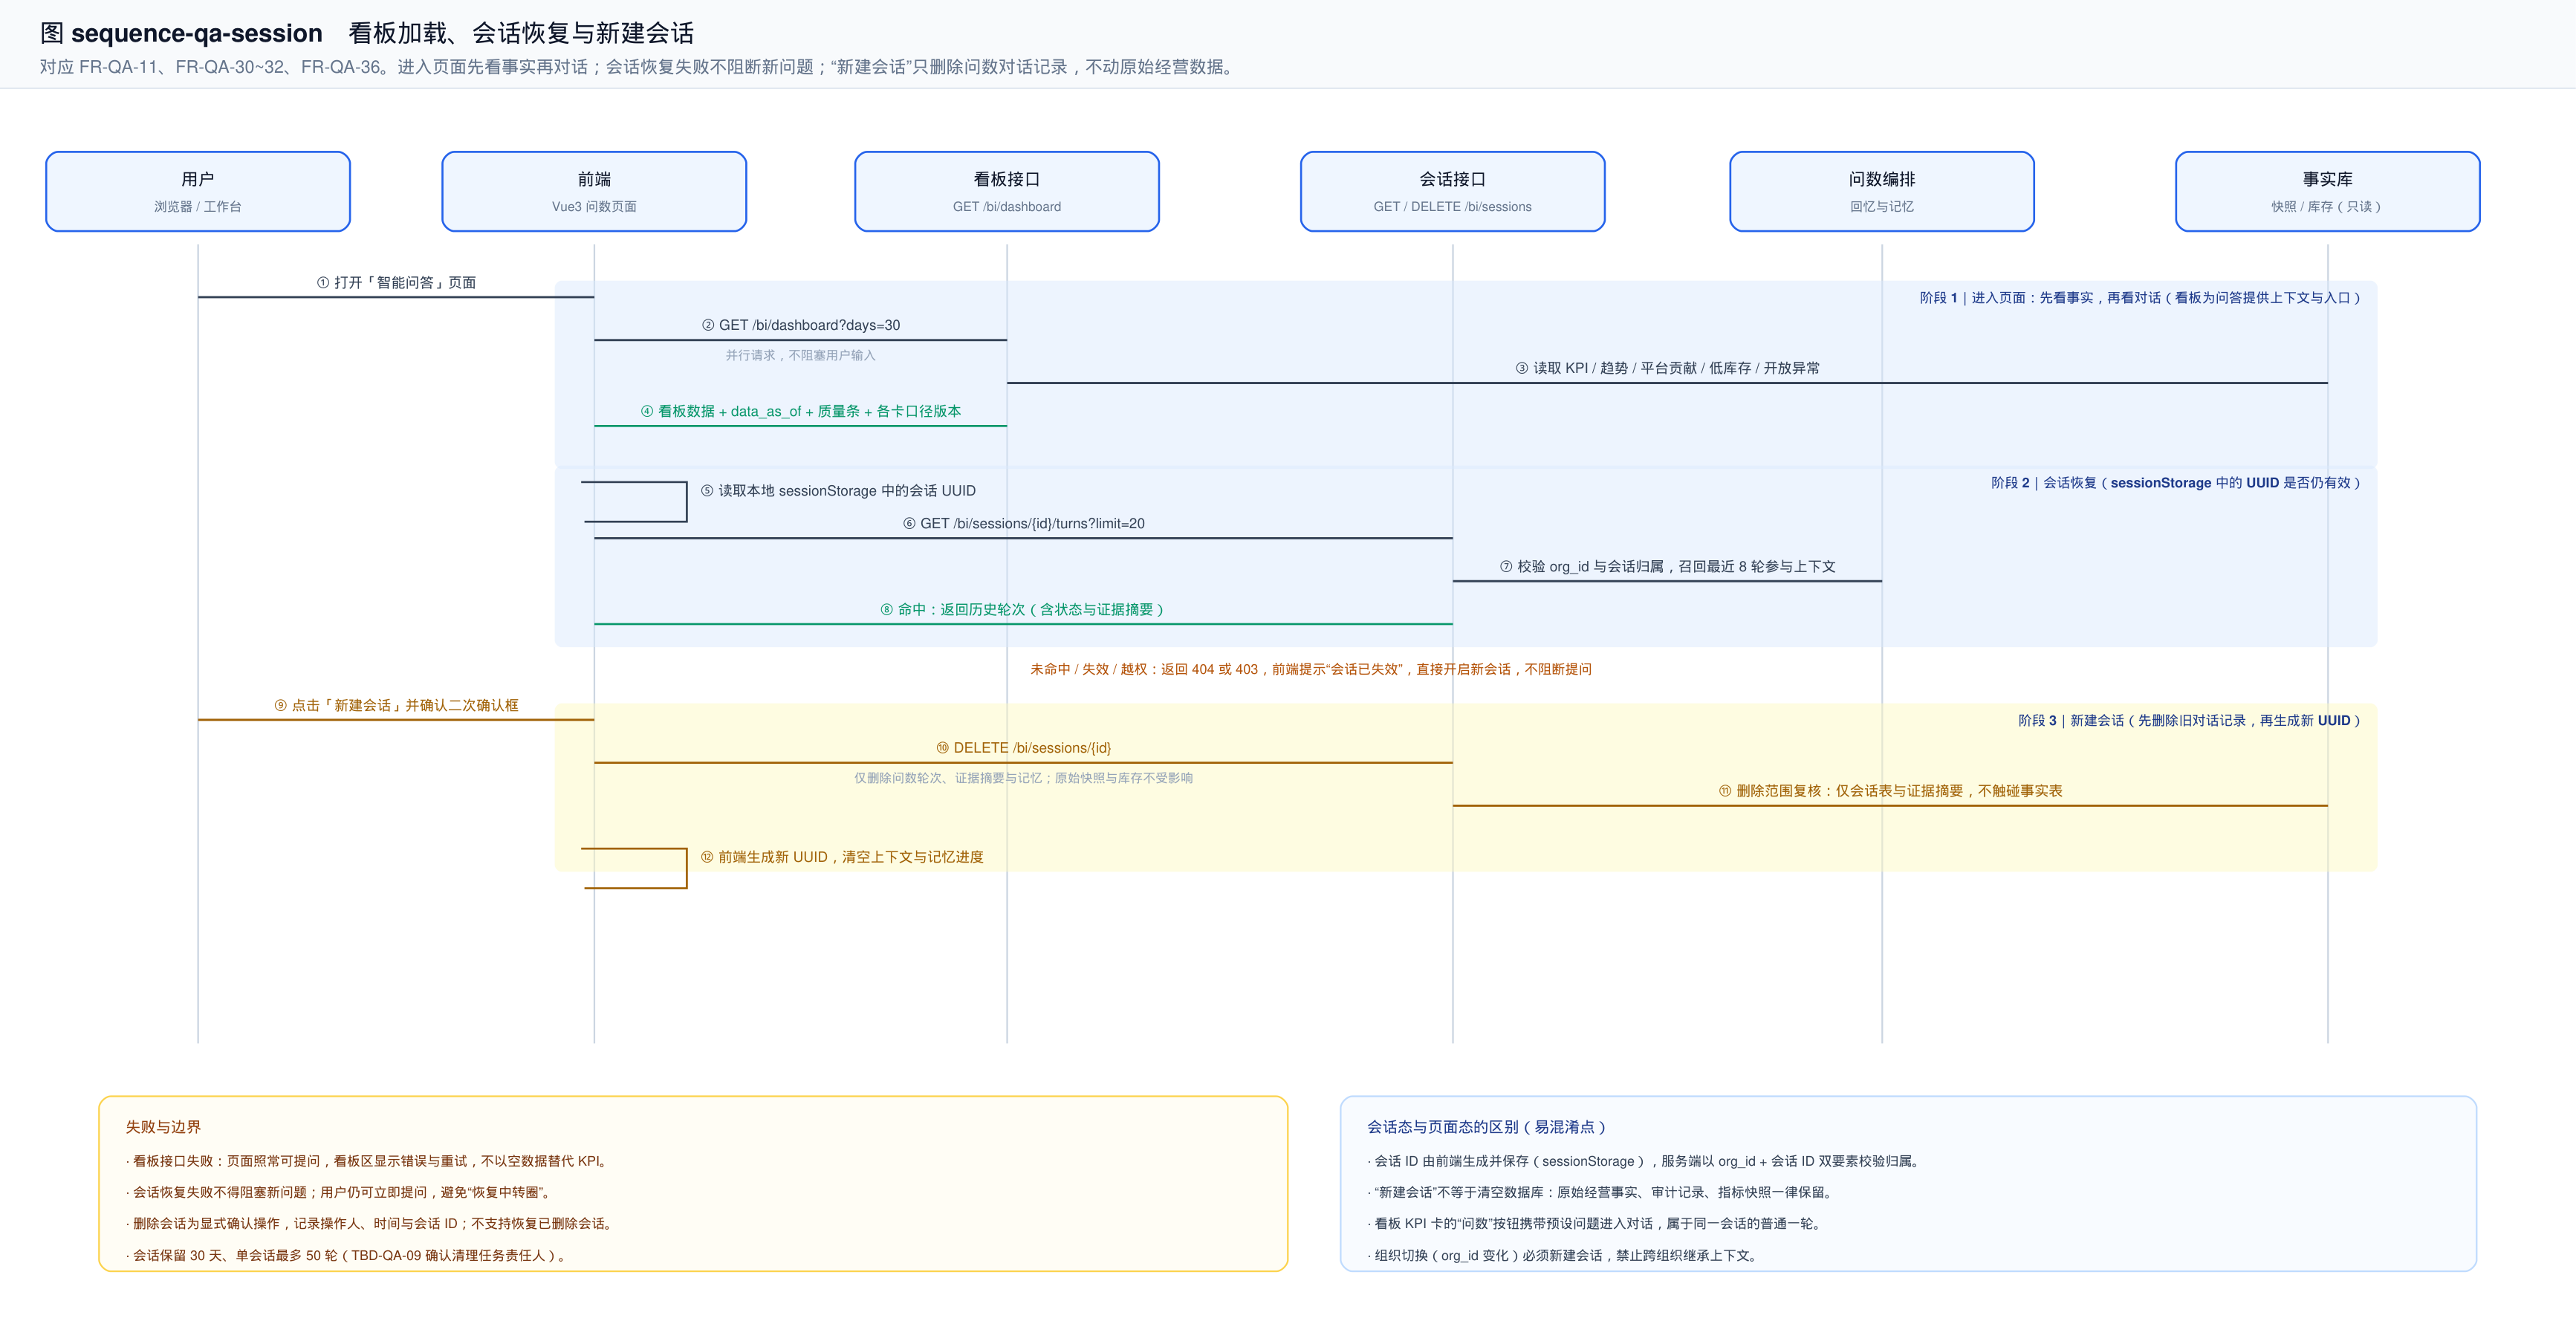 图 sequence-qa-session 看板加载、会话恢复与新建会话
对应 FR-QA-11、FR-QA-30~32、FR-QA-36。进入页面先看事实再对话；会话恢复失败不阻断新问题；“新建会话”只删除问数对话记录，不动原始经营数据。
用户
浏览器 / 工作台
前端
Vue3 问数页面
看板接口
GET /bi/dashboard
会话接口
GET / DELETE /bi/sessions
问数编排
回忆与记忆
事实库
快照 / 库存（只读）
① 打开「智能问答」页面
阶段 1｜进入页面：先看事实，再看对话（看板为问答提供上下文与入口）
② GET /bi/dashboard?days=30
并行请求，不阻塞用户输入
③ 读取 KPI / 趋势 / 平台贡献 / 低库存 / 开放异常
④ 看板数据 + data_as_of + 质量条 + 各卡口径版本
阶段 2｜会话恢复（sessionStorage 中的 UUID 是否仍有效）
⑤ 读取本地 sessionStorage 中的会话 UUID
⑥ GET /bi/sessions/{id}/turns?limit=20
⑦ 校验 org_id 与会话归属，召回最近 8 轮参与上下文
⑧ 命中：返回历史轮次（含状态与证据摘要）
未命中 / 失效 / 越权：返回 404 或 403，前端提示“会话已失效”，直接开启新会话，不阻断提问
⑨ 点击「新建会话」并确认二次确认框
阶段 3｜新建会话（先删除旧对话记录，再生成新 UUID）
⑩ DELETE /bi/sessions/{id}
仅删除问数轮次、证据摘要与记忆；原始快照与库存不受影响
⑪ 删除范围复核：仅会话表与证据摘要，不触碰事实表
⑫ 前端生成新 UUID，清空上下文与记忆进度
失败与边界
· 看板接口失败：页面照常可提问，看板区显示错误与重试，不以空数据替代 KPI。
· 会话恢复失败不得阻塞新问题；用户仍可立即提问，避免“恢复中转圈”。
· 删除会话为显式确认操作，记录操作人、时间与会话 ID；不支持恢复已删除会话。
· 会话保留 30 天、单会话最多 50 轮（TBD-QA-09 确认清理任务责任人）。
会话态与页面态的区别（易混淆点）
· 会话 ID 由前端生成并保存（sessionStorage），服务端以 org_id + 会话 ID 双要素校验归属。
· “新建会话”不等于清空数据库：原始经营事实、审计记录、指标快照一律保留。
· 看板 KPI 卡的“问数”按钮携带预设问题进入对话，属于同一会话的普通一轮。
· 组织切换（org_id 变化）必须新建会话，禁止跨组织继承上下文。